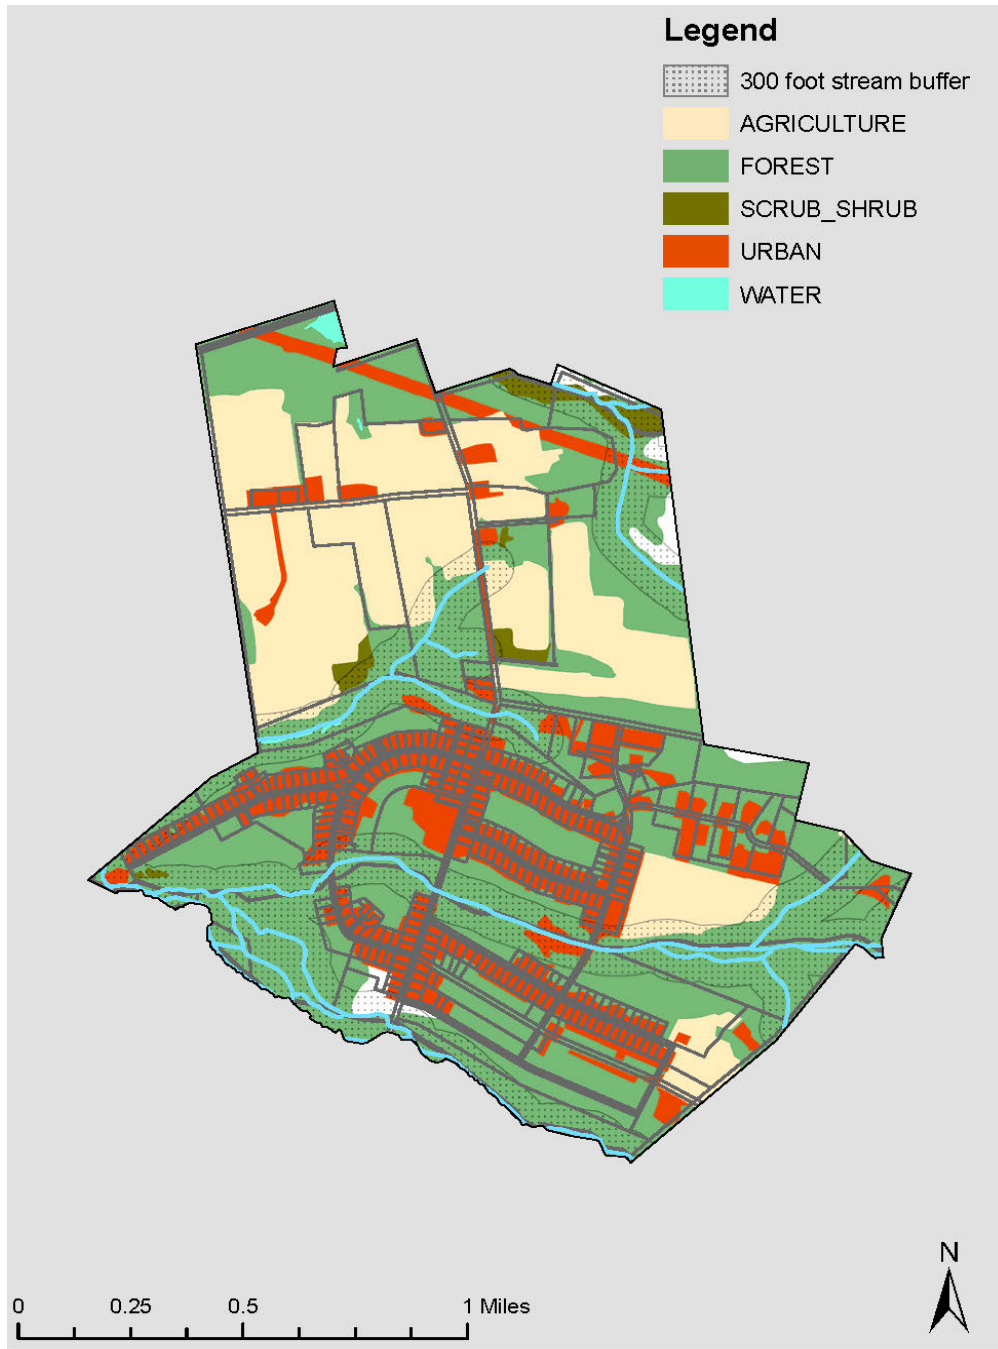 Legend
300 foot stream buffer
AGRICULTURE
FOREST
SCRUB_SHRUB
URBAN
WATER
N
0 0.25 0.5 1 Miles